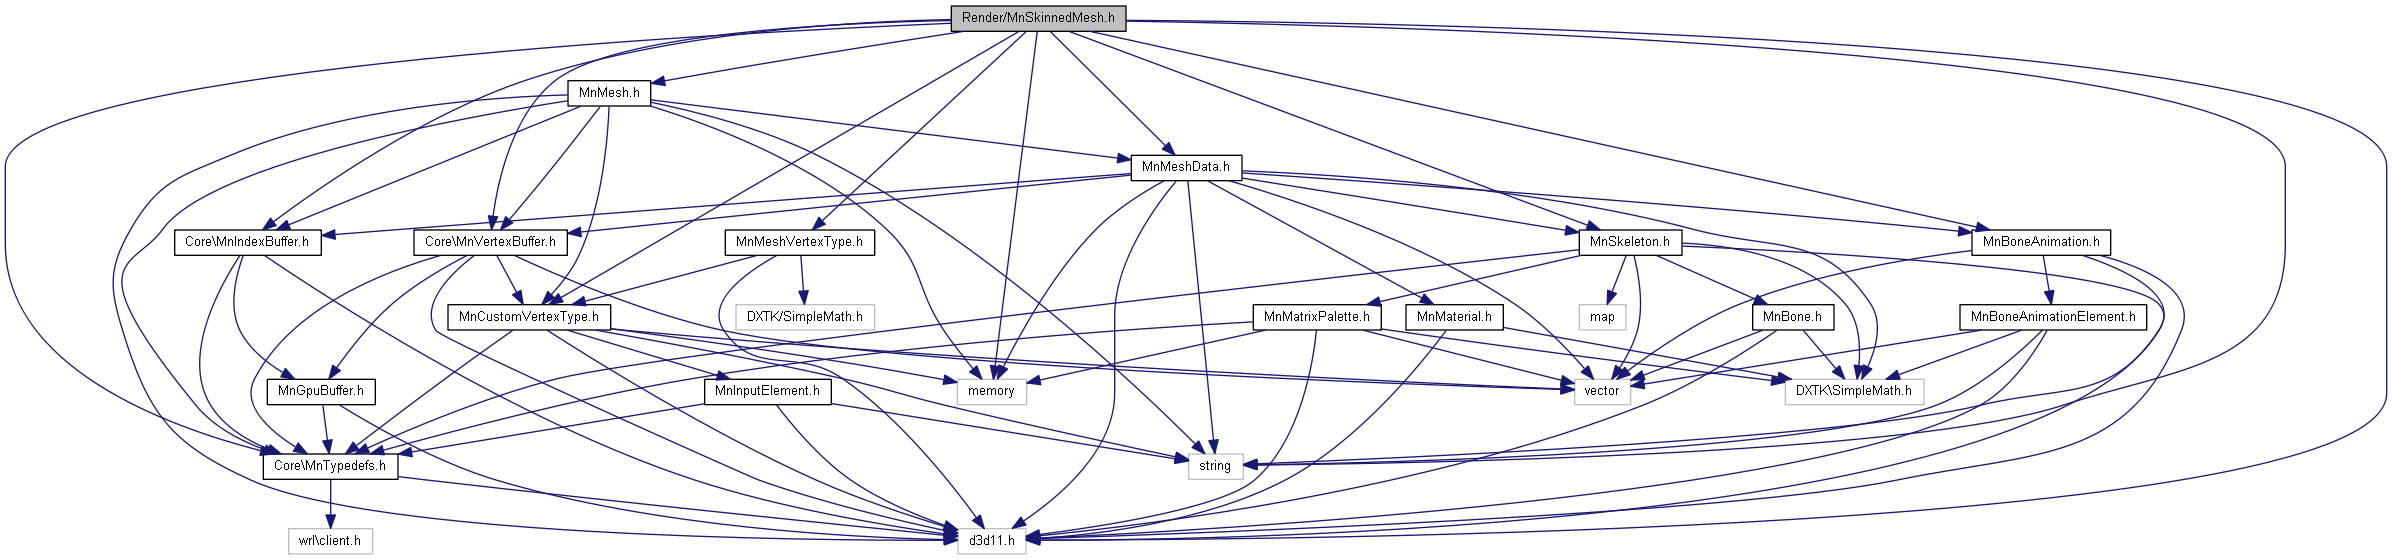 Render/MnSkinnedMesh.h
MnMesh.h
MnMeshData.h
Core\MnIndexBuffer.h
Core\MnVertexBuffer.h
MnMeshVertexType.h
MnSkeleton.h
MnBoneAnimation.h
MnCustomVertexType.h
DXTK/SimpleMath.h
MnMatrixPalette.h
MnMaterial.h
map
MnBone.h
MnBoneAnimationElement.h
MnGpuBuffer.h
MnInputElement.h
memory
vector
DXTK\SimpleMath.h
Core\MnTypedefs.h
string
wrl\client.h
d3d11.h